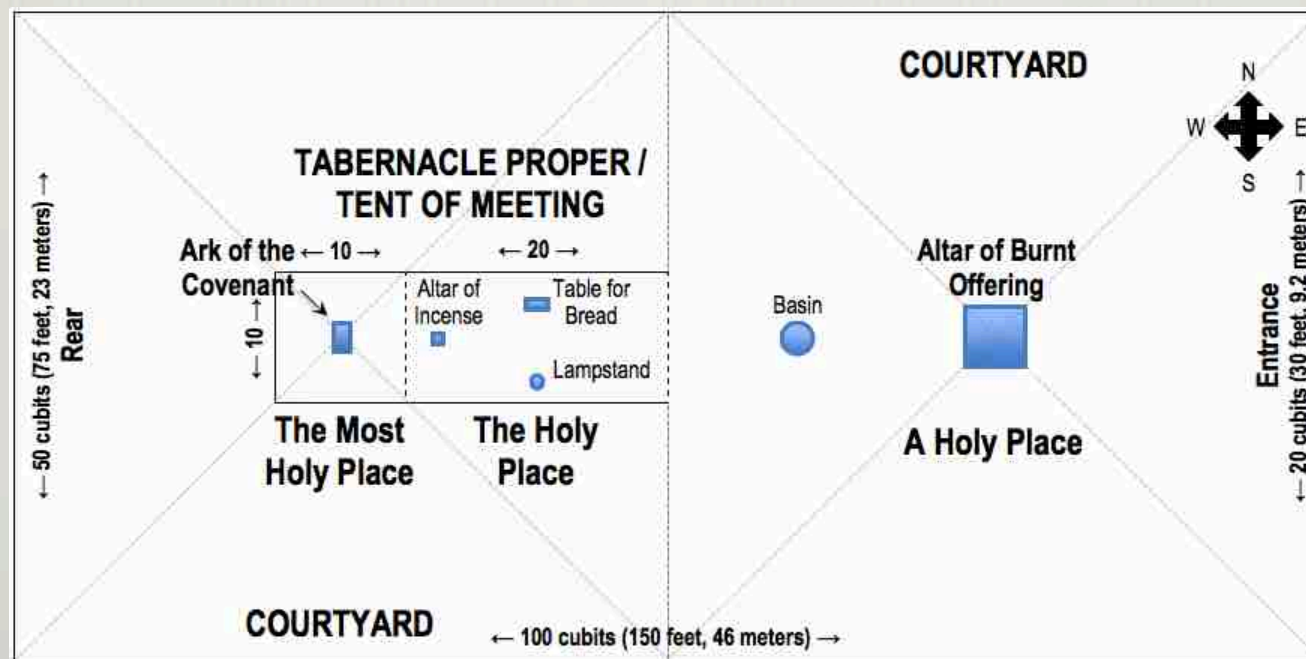 COURTYARD
N
W
E
S
TABERNACLE PROPER /
TENT OF MEETING
Ark of the
Covenant
← 10 →
← 20 →
← 10 →
Altar of
Incense
Table for
Bread
Lampstand
Basin
Altar of Burnt
Offering
← 50 cubits (75 feet, 23 meters) →
Rear
Entrance
← 20 cubits (30 feet, 9.2 meters) →
The Most
Holy Place
The Holy
Place
A Holy Place
COURTYARD
← 100 cubits (150 feet, 46 meters) →